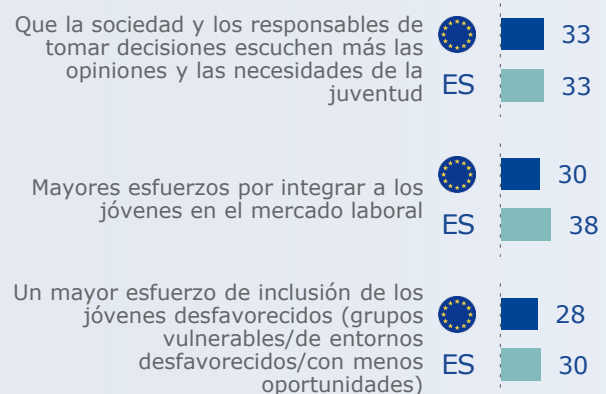 Que la sociedad y los responsables de
tomar decisiones escuchen más las
opiniones y las necesidades de la
juventud
33
ES 33
Mayores esfuerzos por integrar a los
jóvenes en el mercado laboral
30
ES 38
Un mayor esfuerzo de inclusión de los
jóvenes desfavorecidos (grupos
vulnerables/de entornos
desfavorecidos/con menos
oportunidades)
28
ES 30